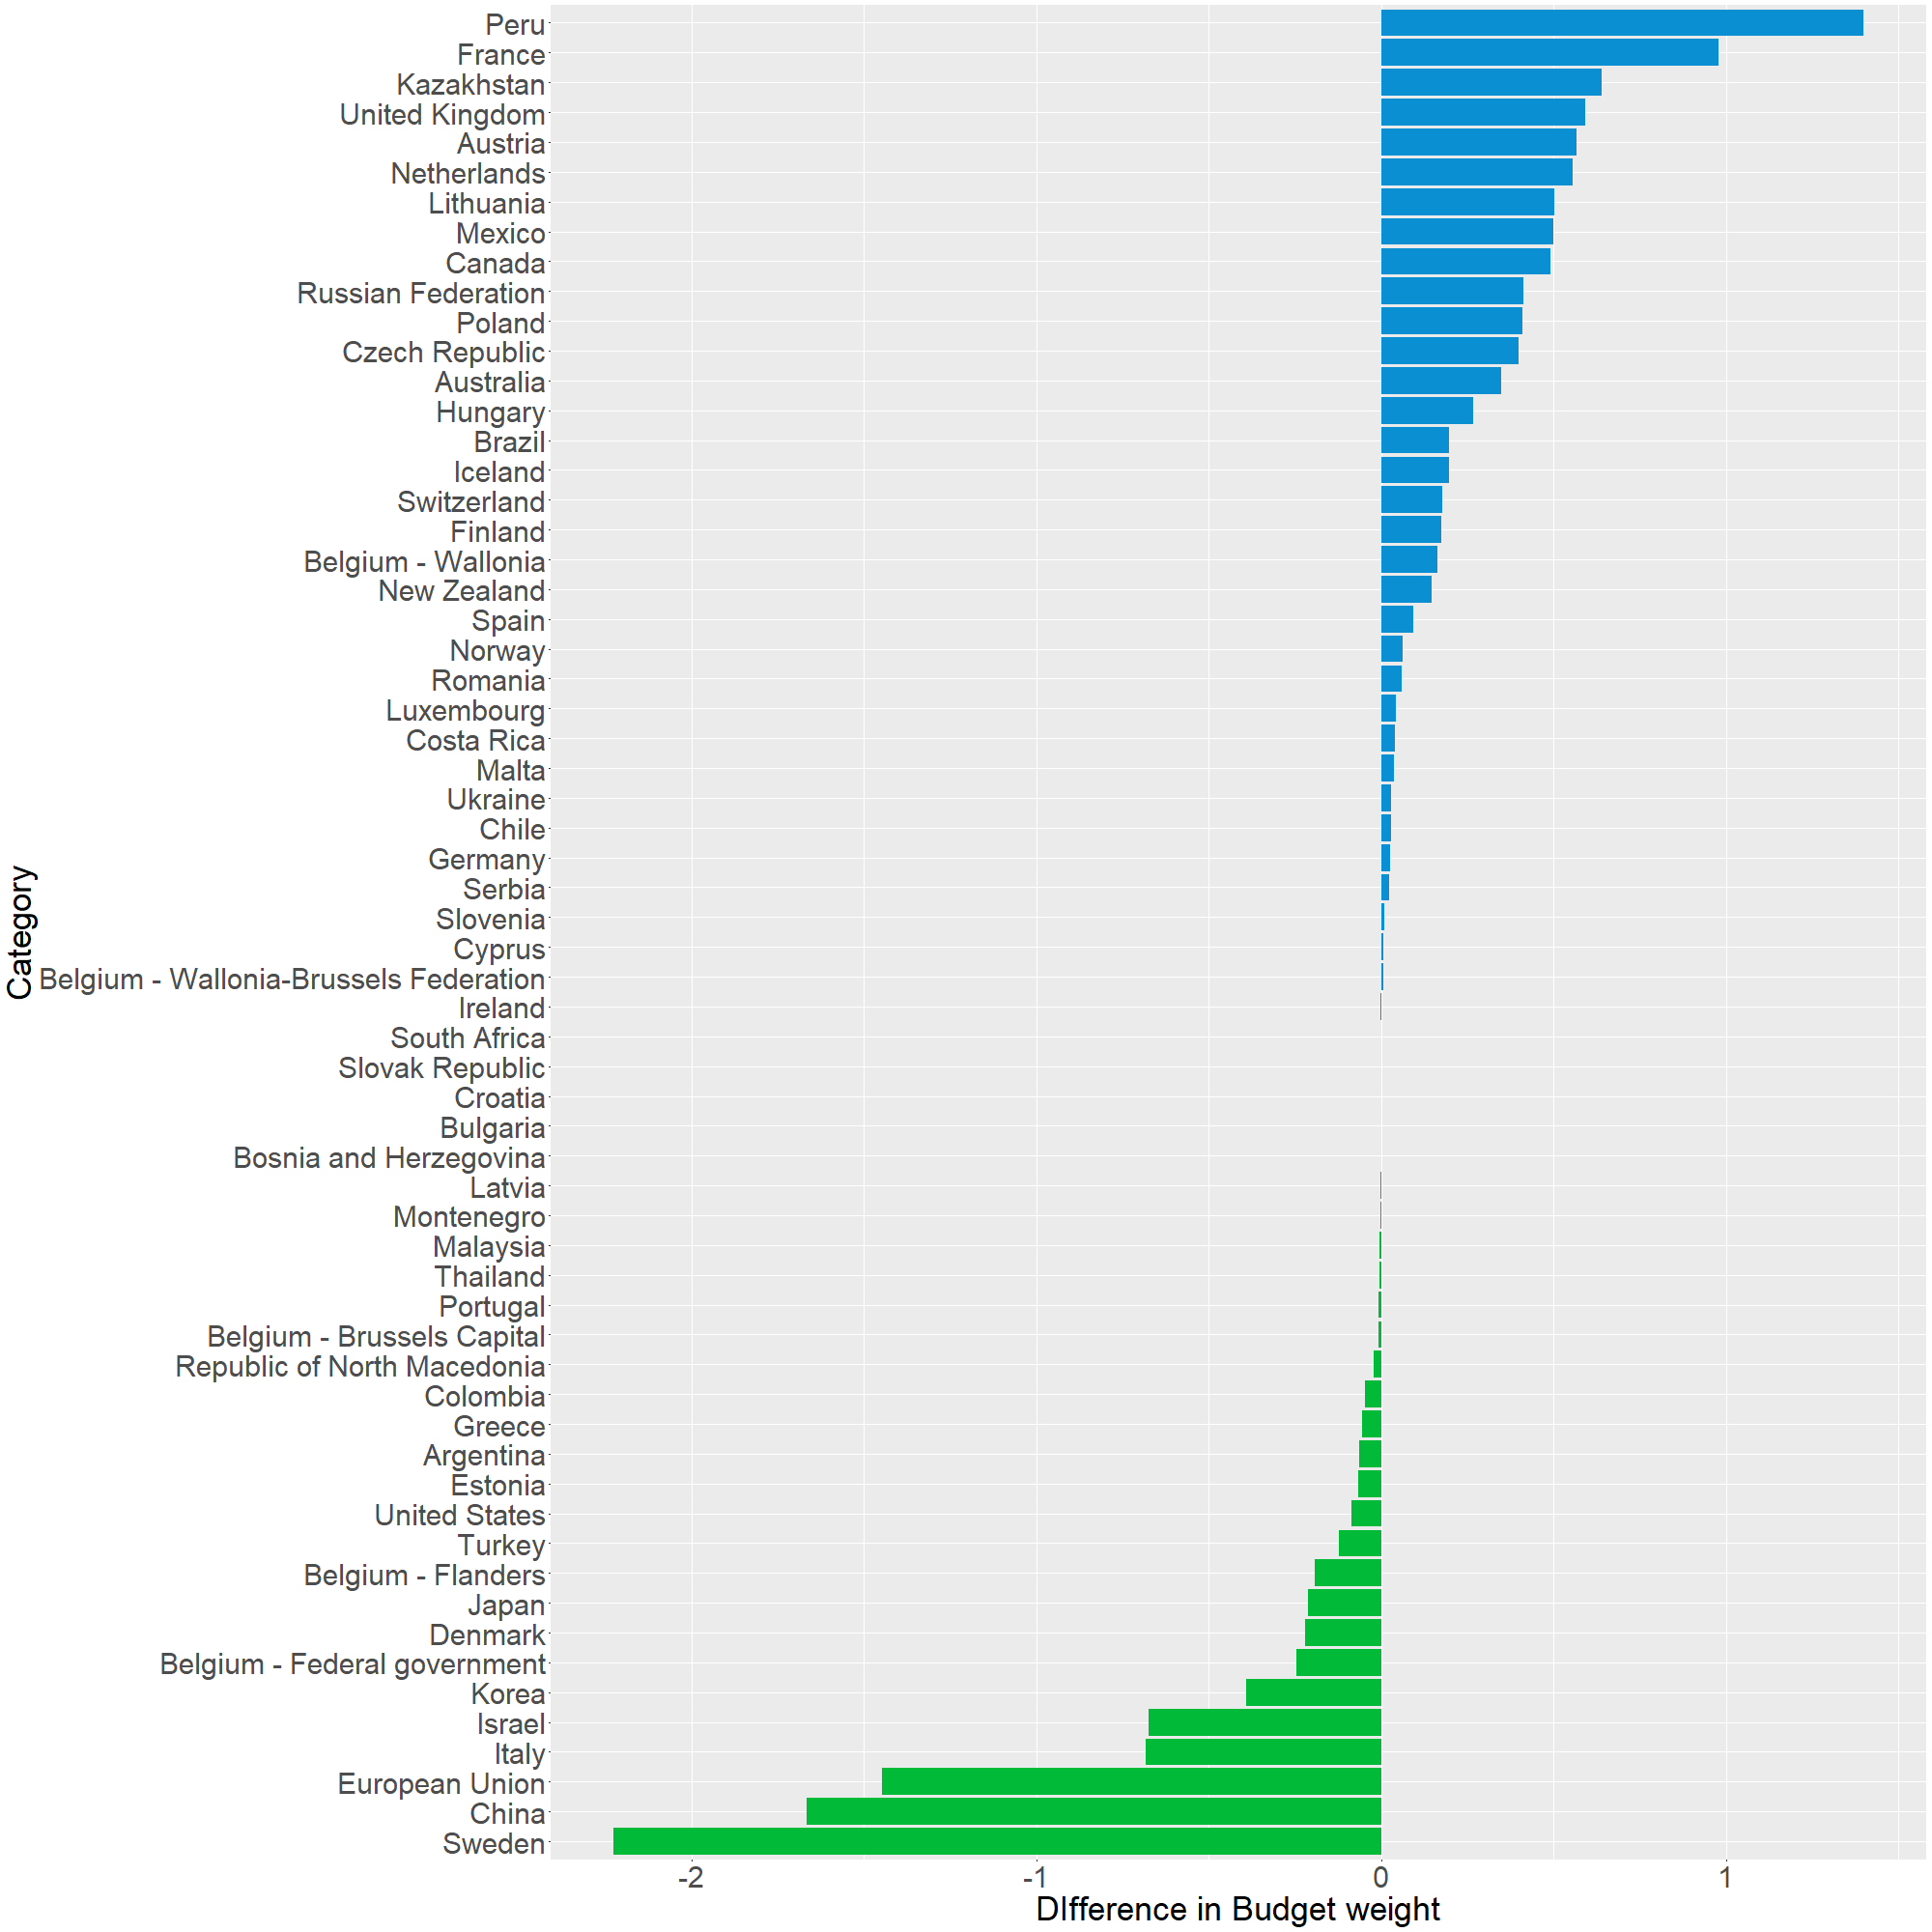 Peru
France
Kazakhstan
United Kingdom
Austria
Netherlands
Lithuania
Mexico
Canada
Russian Federation
Poland
Czech Republic
Australia
Hungary
Brazil
Iceland
Switzerland
Finland
Belgium - Wallonia
New Zealand
Spain
Norway
Romania
Luxembourg
Costa Rica
Malta
Ukraine
Chile
Germany
Serbia
Slovenia
Cyprus
Belgium - Wallonia-Brussels Federation
Ireland
South Africa
Slovak Republic
Croatia
Bulgaria
Bosnia and Herzegovina
Latvia
Montenegro
Malaysia
Thailand
Portugal
Belgium - Brussels Capital
Republic of North Macedonia
Colombia
Greece
Argentina
Estonia
United States
Turkey
Belgium - Flanders
Japan
Denmark
Belgium - Federal government
Korea
Israel
Italy
European Union
China
Sweden
Category
-2 -1 0 1
DIfference in Budget weight